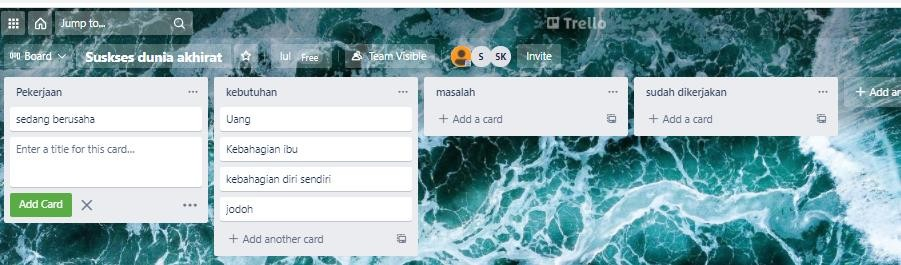 Jump to...
Trello
Board
Suskses dunia akhirat
lul
Free
Team Visible
S
SK
Invite
Pekerjaan
sedang berusaha
Enter a title for this card...
Add Card
kebutuhan
Uang
Kebahagian ibu
kebahagian diri sendiri
jodoh
+ Add another card
masalah
+ Add a card
sudah dikerjakan
+ Add a card
+ Add an